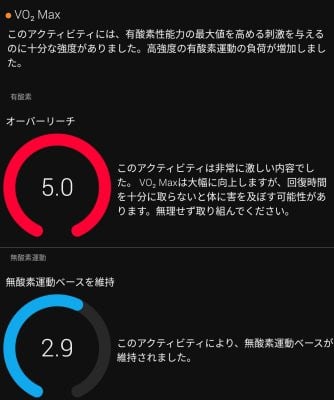 VO₂ Max
このアクティビティには、有酸素性能力の最大値を高める刺激を与える
のに十分な強度がありました。高強度の有酸素運動の負荷が増加しまし
た。
有酸素
オーバーリーチ
5.0
このアクティビティは非常に激しい内容でし
た。 VO₂ Maxは大幅に向上しますが、回復時間
を十分に取らないと体に害を及ぼす可能性があ
ります。無理せず取り組んでください。
無酸素運動
無酸素運動ベースを維持
2.9
このアクティビティにより、無酸素運動ベースが
維持されました。